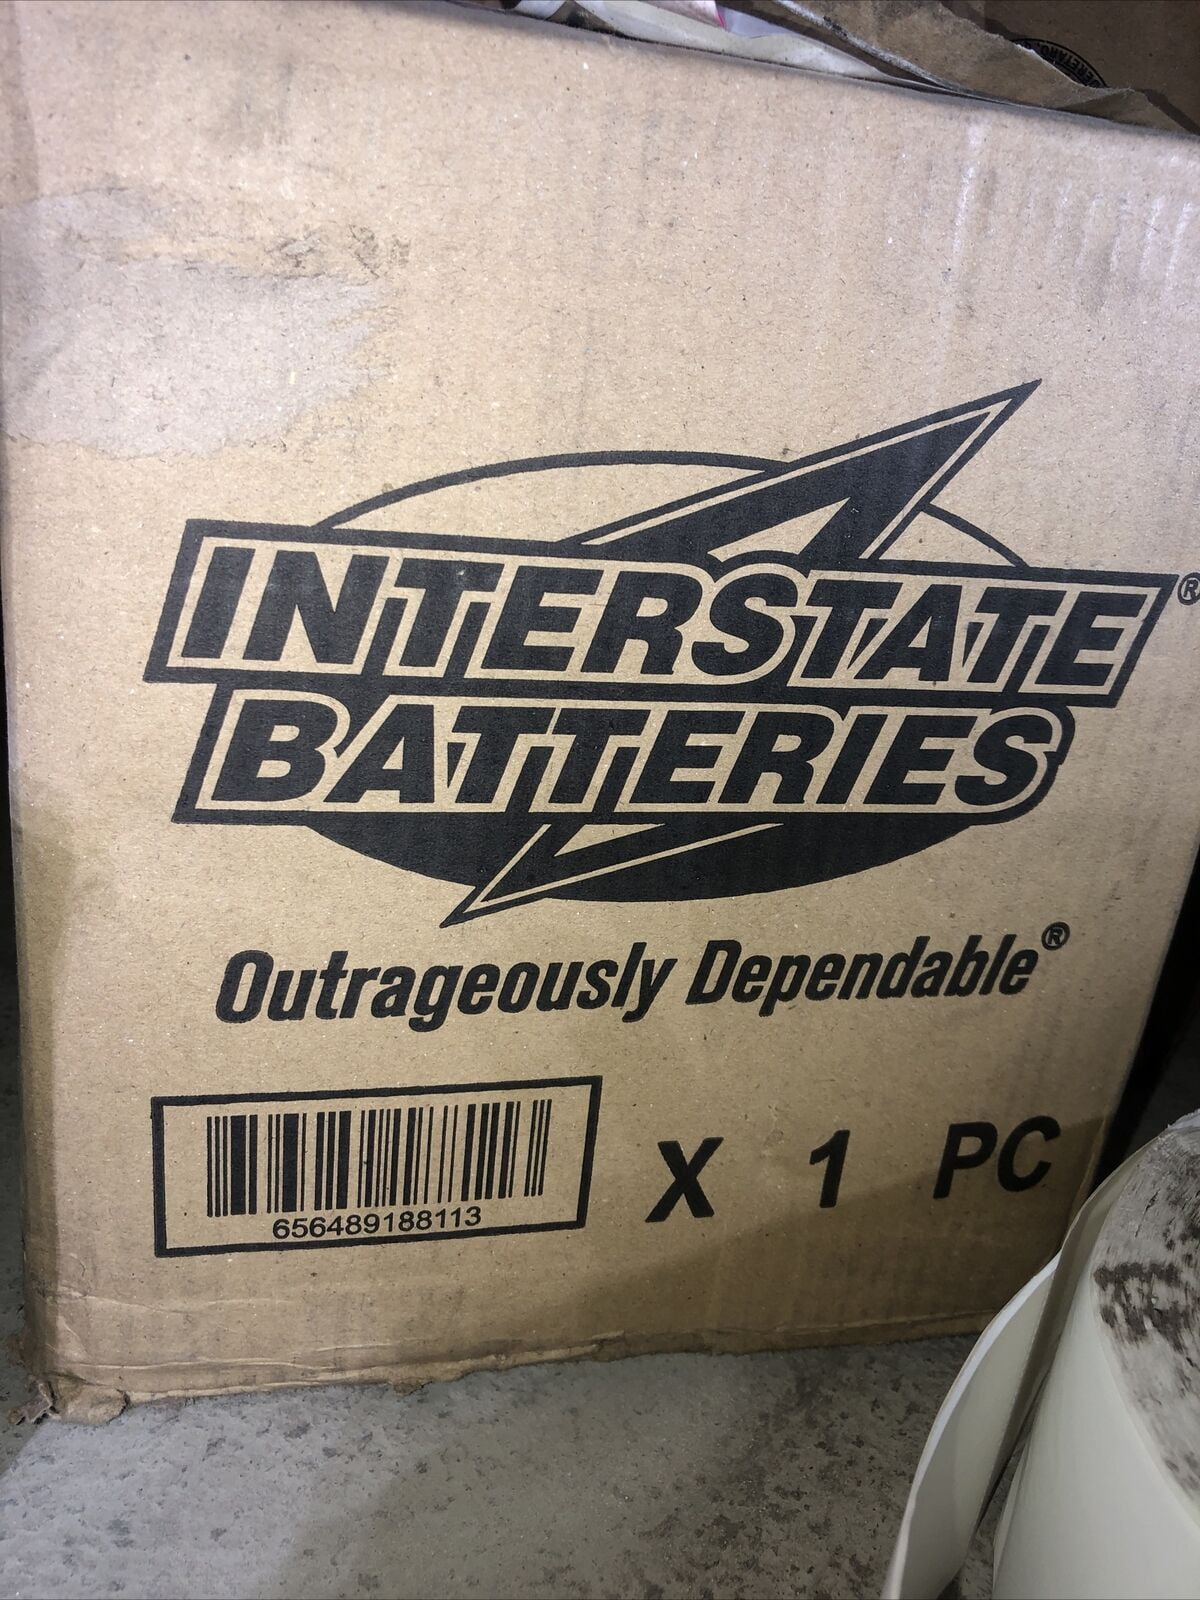 INTERSTATE®
BATTERIES
Outrageously Dependable®
656489188113
X 1 PC